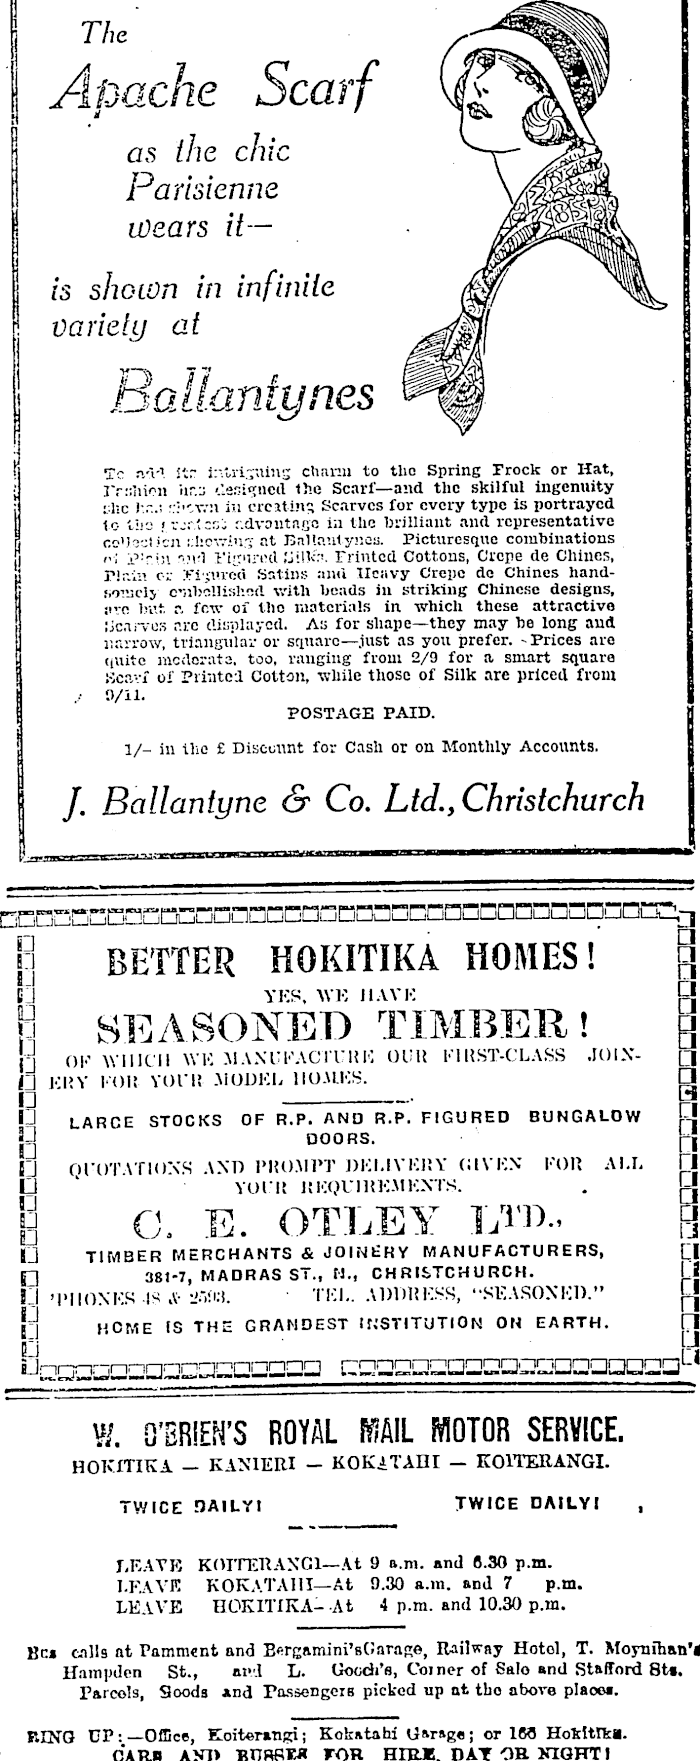 The
Apache Scarf
as the chic
Parisienne
wears it—
is shown in infinite
variety at
Ballantynes
To add its intriguing charm to the Spring Frock or Hat,
Fashion has designed the Scarf—and the skilful ingenuity
she has shown in creating Scarves for every type is portrayed
to the greatest advantage in the brilliant and representative
collection showing at Ballantynes. Picturesque combinations
of Plain and Figured Silks, Printed Cottons, Crepe de Chines,
Plain or Figured Satins and Heavy Crepe de Chines hand-
somely embellished with beads in striking Chinese designs,
are but a few of the materials in which these attractive
Scarves are displayed. As for shape—they may be long and
narrow, triangular or square—just as you prefer. -Prices are
quite moderate, too, ranging from 2/9 for a smart square
Scarf of Printed Cotton, while those of Silk are priced from
9/11.
POSTAGE PAID.
1/- in the £ Discount for Cash or on Monthly Accounts.
J. Ballantyne & Co. Ltd., Christchurch
BETTER HOKITIKA HOMES!
YES, WE HAVE
SEASONED TIMBER!
OF WHICH WE MANUFACTURE OUR FIRST-CLASS JOIN-
ERY FOR YOUR MODEL HOMES.
LARGE STOCKS OF R.P. AND R.P. FIGURED BUNGALOW
DOORS.
QUOTATIONS AND PROMPT DELIVERY GIVEN FOR ALL
YOUR REQUIREMENTS.
C. E. OTLEY LTD.,
TIMBER MERCHANTS & JOINERY MANUFACTURERS,
381-7, MADRAS ST., N., CHRISTCHURCH.
'PHONES 48 & 2593. TEL. ADDRESS, "SEASONED."
HOME IS THE GRANDEST INSTITUTION ON EARTH.
W. O'BRIEN'S ROYAL MAIL MOTOR SERVICE.
HOKITIKA — KANIERI — KOKATAHI — KOITERANGI.
TWICE DAILY! TWICE DAILY!
LEAVE KOITERANGI—At 9 a.m. and 6.30 p.m.
LEAVE KOKATAHI—At 9.30 a.m. and 7 p.m.
LEAVE HOKITIKA—At 4 p.m. and 10.30 p.m.
Bus calls at Pamment and Bergamini's Garage, Railway Hotel, T. Moynihan's
Hampden St., and L. Goodi's, Corner of Sale and Stafford Sts.
Parcels, Goods and Passengers picked up at the above places.
RING UP:—Office, Koiterangi; Kokatahi Garage; or 166 Hokitika.
CARS AND BUSSES FOR HIRE, DAY OR NIGHT!